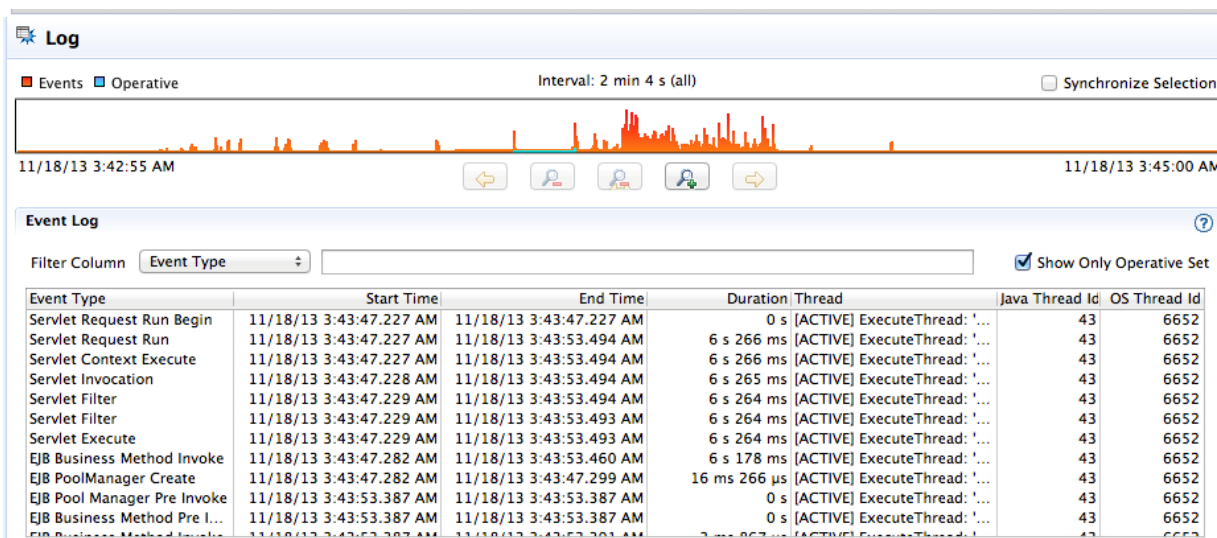 Log
Events Operative Interval: 2 min 4 s (all) Synchronize Selection
11/18/13 3:42:55 AM 11/18/13 3:45:00 AM
Event Log
Filter Column Event Type Show Only Operative Set
Event Type Start Time End Time Duration Thread Java Thread Id OS Thread Id
Servlet Request Run Begin 11/18/13 3:43:47.227 AM 11/18/13 3:43:47.227 AM 0 s [ACTIVE] ExecuteThread: '... 43 6652
Servlet Request Run 11/18/13 3:43:47.227 AM 11/18/13 3:43:53.494 AM 6 s 266 ms [ACTIVE] ExecuteThread: '... 43 6652
Servlet Context Execute 11/18/13 3:43:47.227 AM 11/18/13 3:43:53.494 AM 6 s 266 ms [ACTIVE] ExecuteThread: '... 43 6652
Servlet Invocation 11/18/13 3:43:47.228 AM 11/18/13 3:43:53.494 AM 6 s 265 ms [ACTIVE] ExecuteThread: '... 43 6652
Servlet Filter 11/18/13 3:43:47.229 AM 11/18/13 3:43:53.494 AM 6 s 264 ms [ACTIVE] ExecuteThread: '... 43 6652
Servlet Filter 11/18/13 3:43:47.229 AM 11/18/13 3:43:53.493 AM 6 s 264 ms [ACTIVE] ExecuteThread: '... 43 6652
Servlet Execute 11/18/13 3:43:47.229 AM 11/18/13 3:43:53.493 AM 6 s 264 ms [ACTIVE] ExecuteThread: '... 43 6652
EJB Business Method Invoke 11/18/13 3:43:47.282 AM 11/18/13 3:43:53.460 AM 6 s 178 ms [ACTIVE] ExecuteThread: '... 43 6652
EJB PoolManager Create 11/18/13 3:43:47.282 AM 11/18/13 3:43:47.299 AM 16 ms 266 µs [ACTIVE] ExecuteThread: '... 43 6652
EJB Pool Manager Pre Invoke 11/18/13 3:43:53.387 AM 11/18/13 3:43:53.387 AM 0 s [ACTIVE] ExecuteThread: '... 43 6652
EJB Business Method Pre I... 11/18/13 3:43:53.387 AM 11/18/13 3:43:53.387 AM 0 s [ACTIVE] ExecuteThread: '... 43 6652